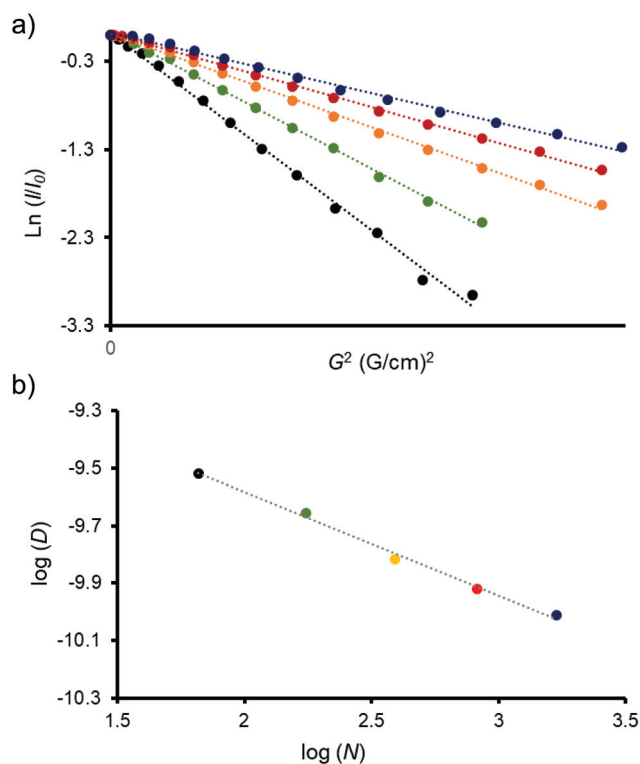 a)
-0.3
-1.3
-2.3
-3.3
Ln (I/I₀)
0
G² (G/cm)²
b)
-9.3
-9.5
-9.7
-9.9
-10.1
-10.3
log (D)
1.5 2 2.5 3 3.5
log (N)